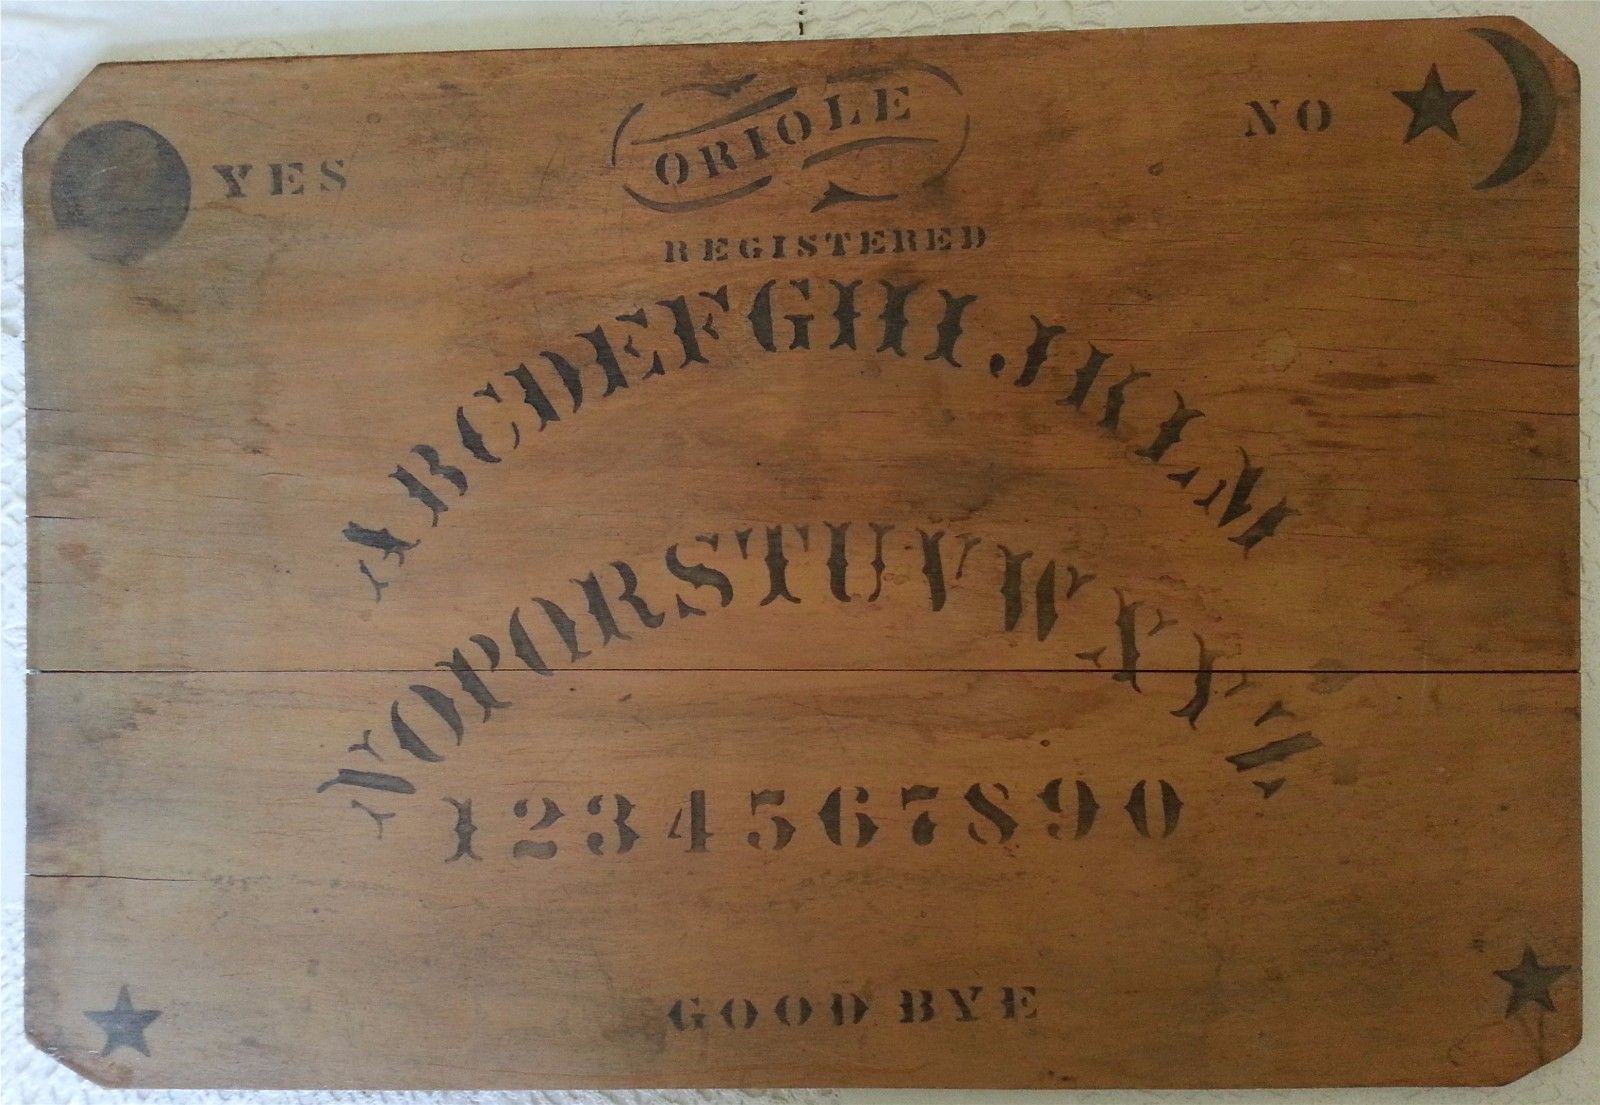 YES
ORIOLE
NO
REGISTERED
ABCDEFGHIJKLM
NOPQRSTUVWXYZ
1234567890
GOOD BYE